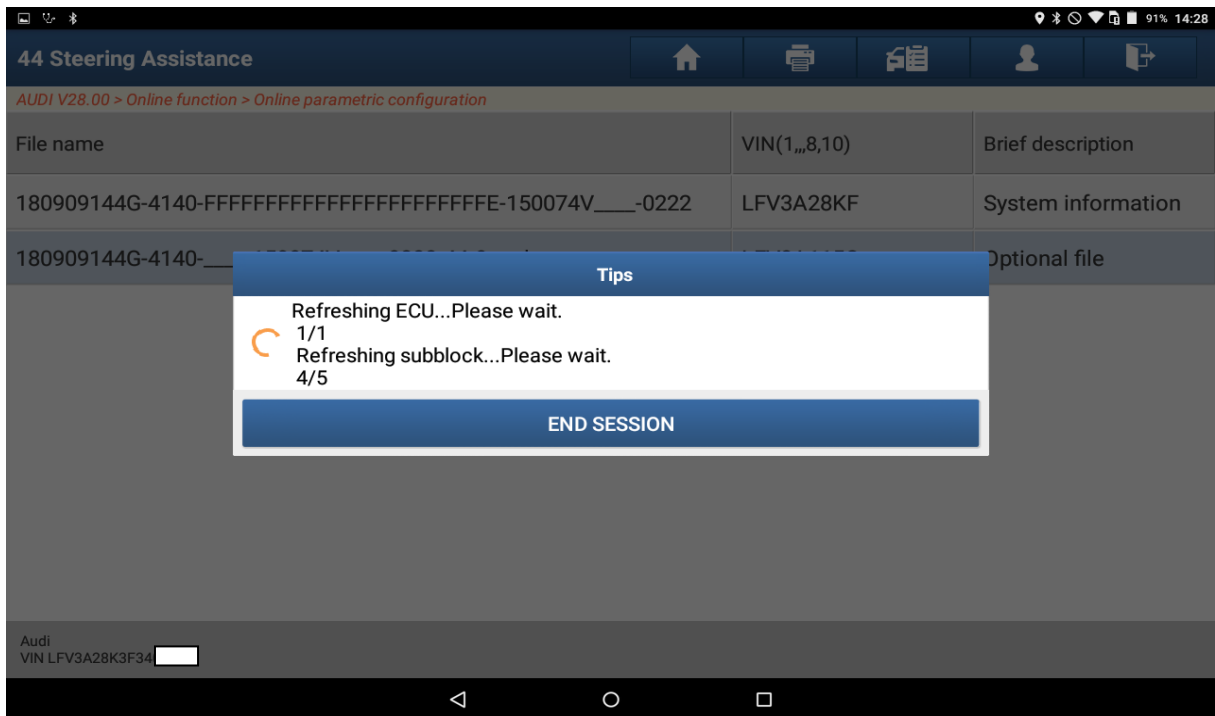 91% 14:28
44 Steering Assistance
AUDI V28.00 > Online function > Online parametric configuration
File name VIN(1,,,8,10) Brief description
180909144G-4140-FFFFFFFFFFFFFFFFFFFFFFFE-150074V____-0222 LFV3A28KF System information
180909144G-4140-____ Optional file
Tips
Refreshing ECU...Please wait.
1/1
Refreshing subblock...Please wait.
4/5
END SESSION
Audi
VIN LFV3A28K3F34